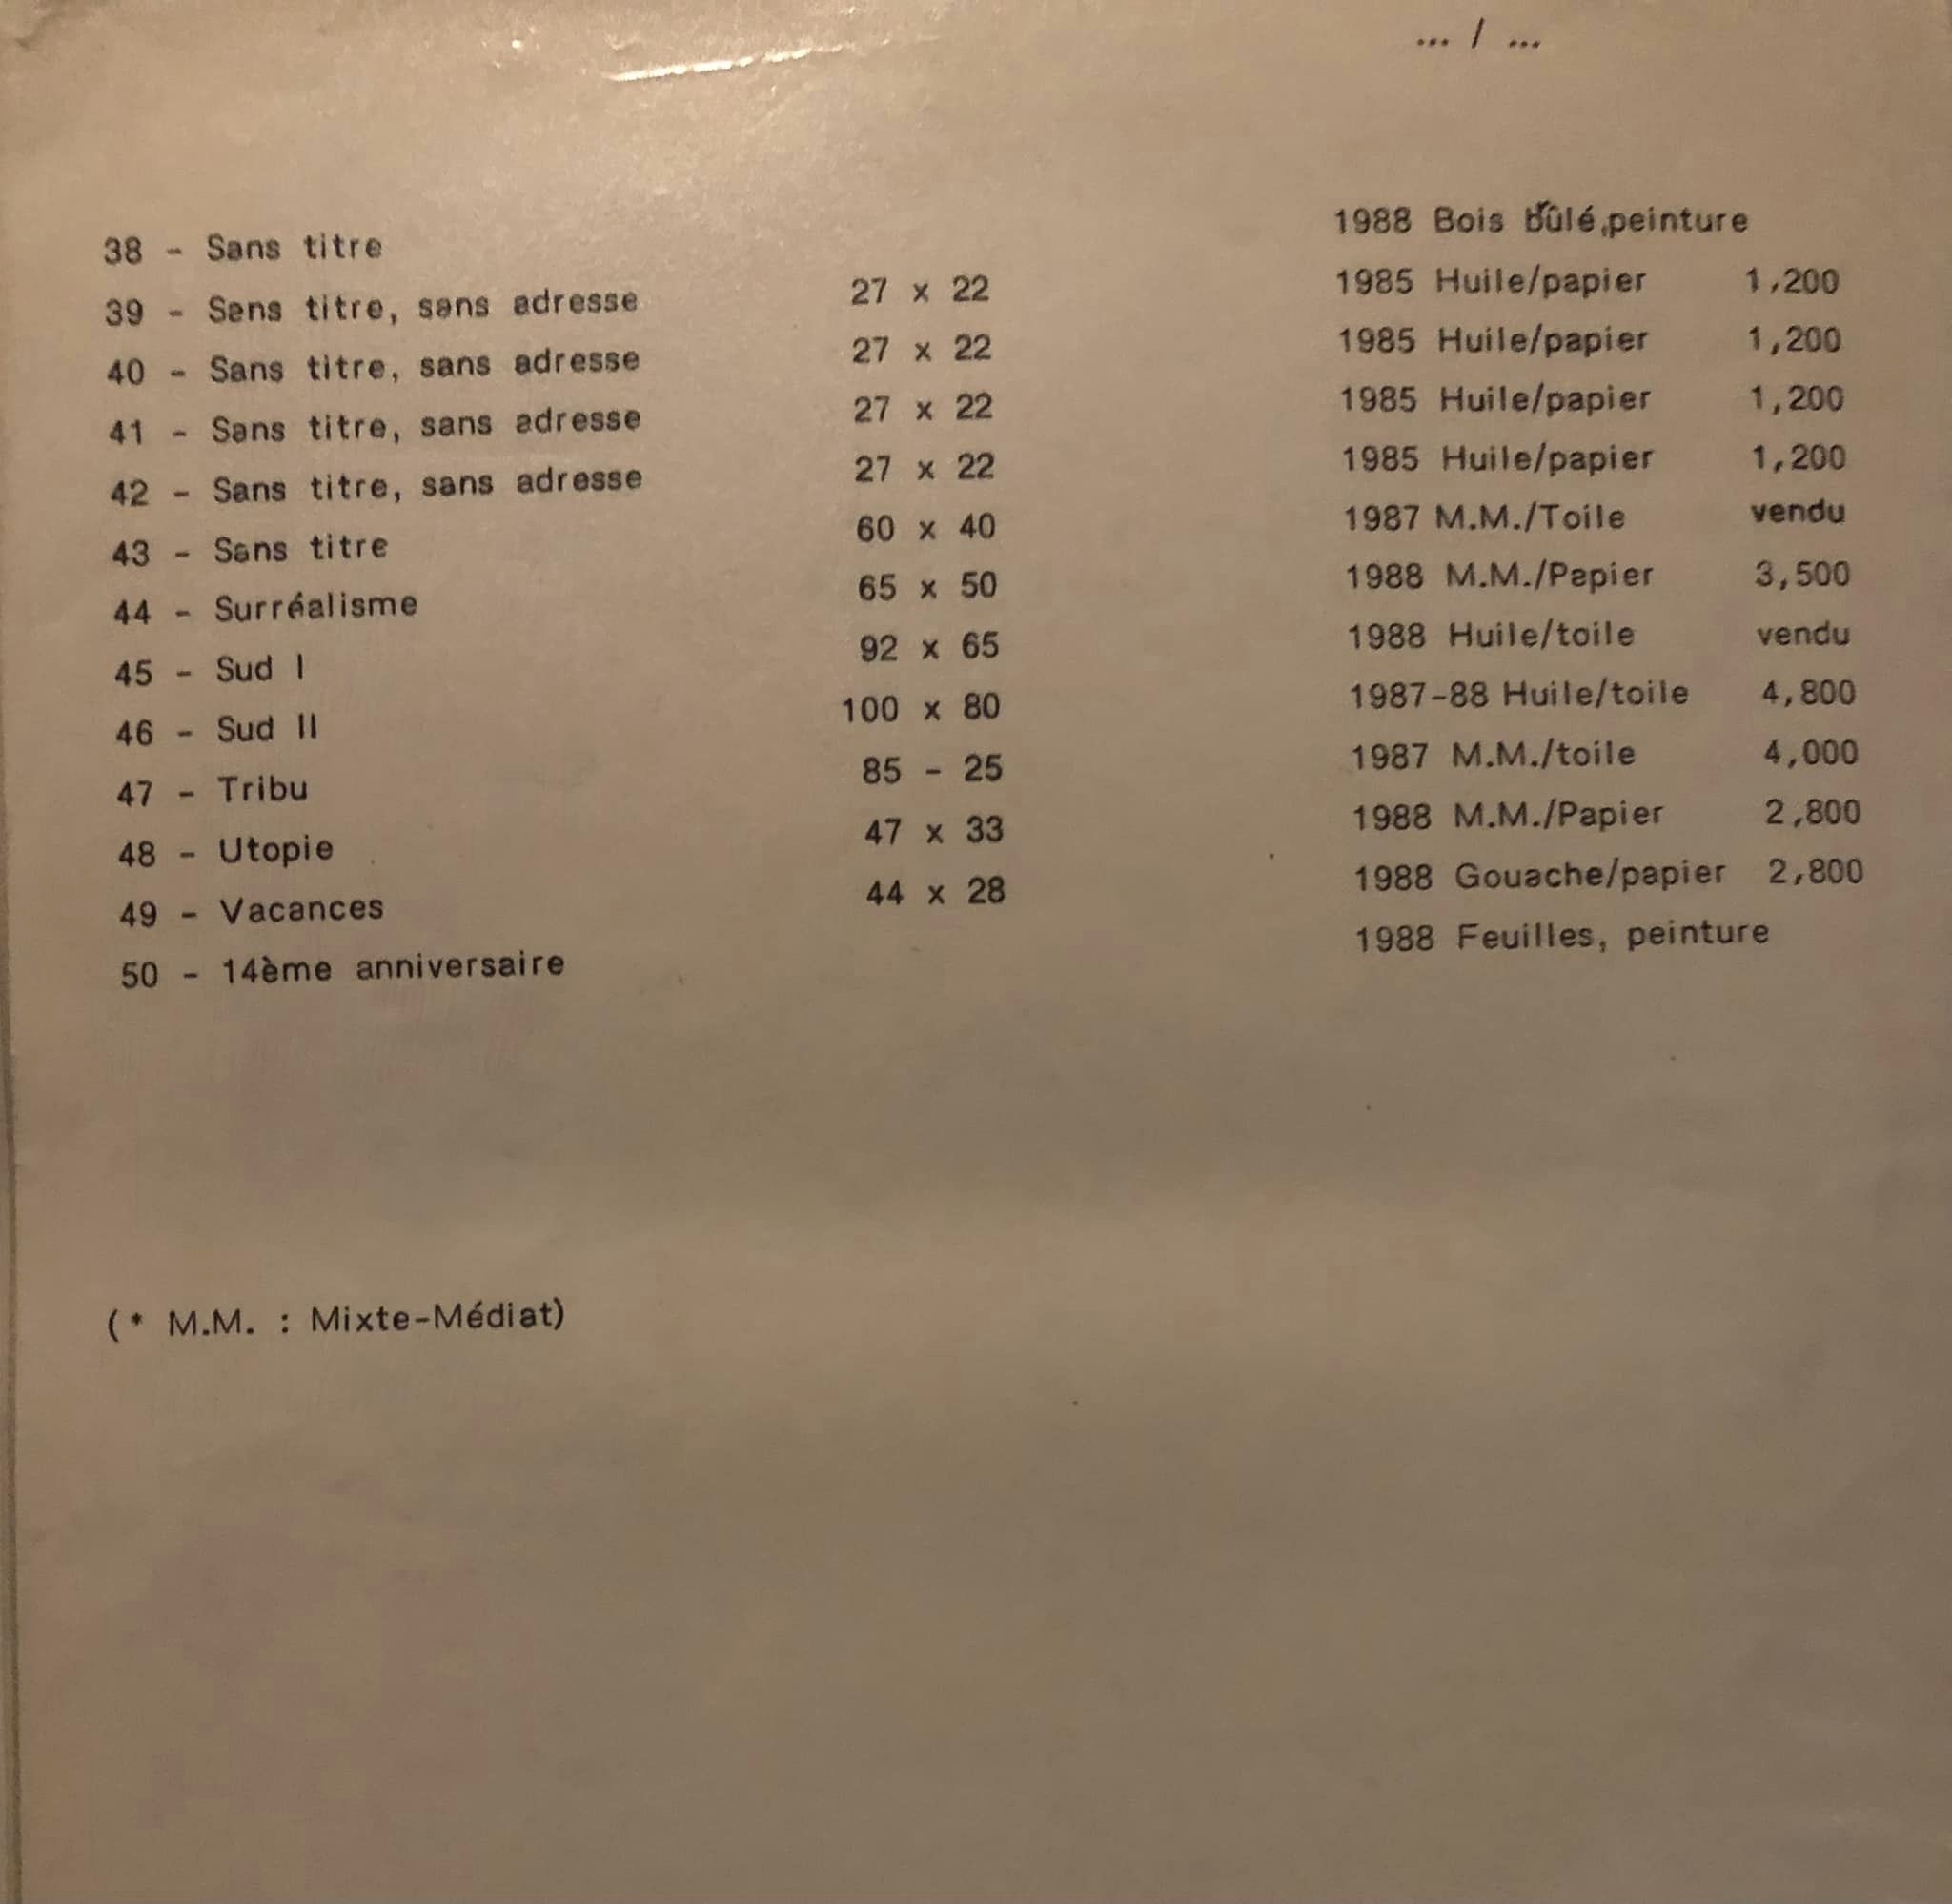 ... / ...
38 - Sans titre 1988 Bois bûlé,peinture
39 - Sans titre, sans adresse 27 x 22 1985 Huile/papier 1,200
40 - Sans titre, sans adresse 27 x 22 1985 Huile/papier 1,200
41 - Sans titre, sans adresse 27 x 22 1985 Huile/papier 1,200
42 - Sans titre, sans adresse 27 x 22 1985 Huile/papier 1,200
43 - Sans titre 60 x 40 1987 M.M./Toile vendu
44 - Surréalisme 65 x 50 1988 M.M./Papier 3,500
45 - Sud I 92 x 65 1988 Huile/toile vendu
46 - Sud II 100 x 80 1987-88 Huile/toile 4,800
47 - Tribu 85 - 25 1987 M.M./toile 4,000
48 - Utopie 47 x 33 1988 M.M./Papier 2,800
49 - Vacances 44 x 28 1988 Gouache/papier 2,800
50 - 14ème anniversaire 1988 Feuilles, peinture
(* M.M. : Mixte-Médiat)